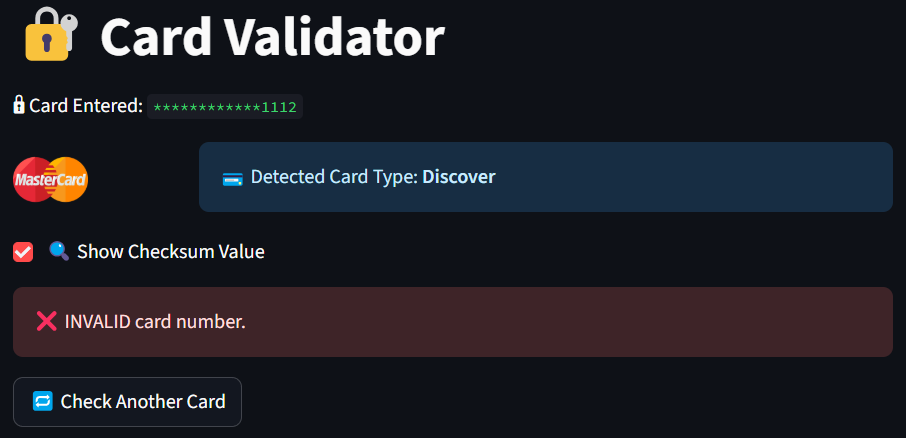 Card Validator
Card Entered: ************1112
MasterCard
Detected Card Type: Discover
Show Checksum Value
INVALID card number.
Check Another Card